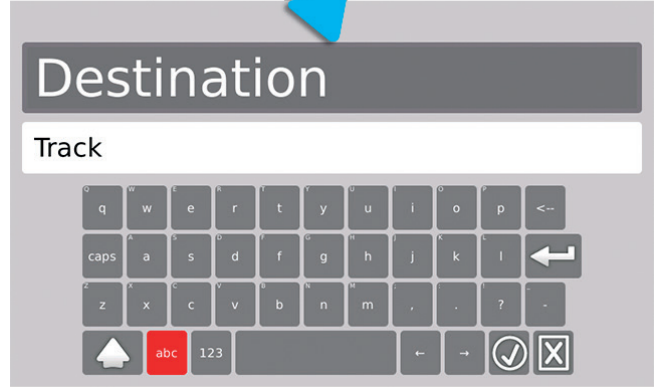 Destination
Track
Q W E R T Y U I O P
q w e r t y u i o p <--
A S D F G H J K L
caps a s d f g h j k l
Z X C V B N M ; : ! _
z x c v b n m , . ? -
abc 123 ← →